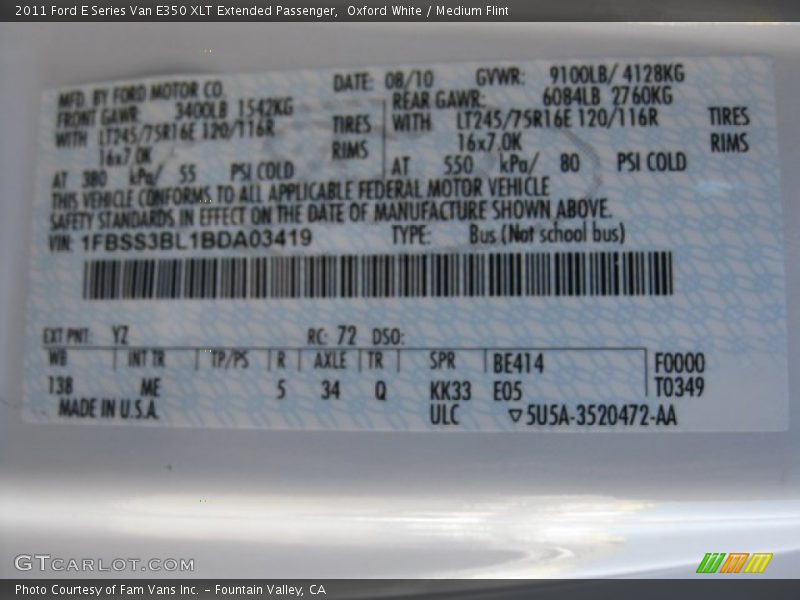 2011 Ford E Series Van E350 XLT Extended Passenger, Oxford White / Medium Flint
MFD. BY FORD MOTOR CO. DATE: 08/10 GVWR: 9100LB/ 4128KG
FRONT GAWR: 3400LB 1542KG REAR GAWR: 6084LB 2760KG
WITH LT245/75R16E 120/116R TIRES WITH LT245/75R16E 120/116R TIRES
16x7.0K RIMS 16x7.0K RIMS
AT 380 kPa/ 55 PSI COLD AT 550 kPa/ 80 PSI COLD
THIS VEHICLE CONFORMS TO ALL APPLICABLE FEDERAL MOTOR VEHICLE
SAFETY STANDARDS IN EFFECT ON THE DATE OF MANUFACTURE SHOWN ABOVE.
VIN: 1FBSS3BL1BDA03419 TYPE: Bus (Not school bus)
EXT PNT: YZ RC: 72 DSO:
WB INT TR TP/PS R AXLE TR SPR BE414 F0000
138 ME 5 34 Q KK33 E05 T0349
MADE IN U.S.A. ULC ▽5U5A-3520472-AA
GTCARLOT.COM
Photo Courtesy of Fam Vans Inc. – Fountain Valley, CA